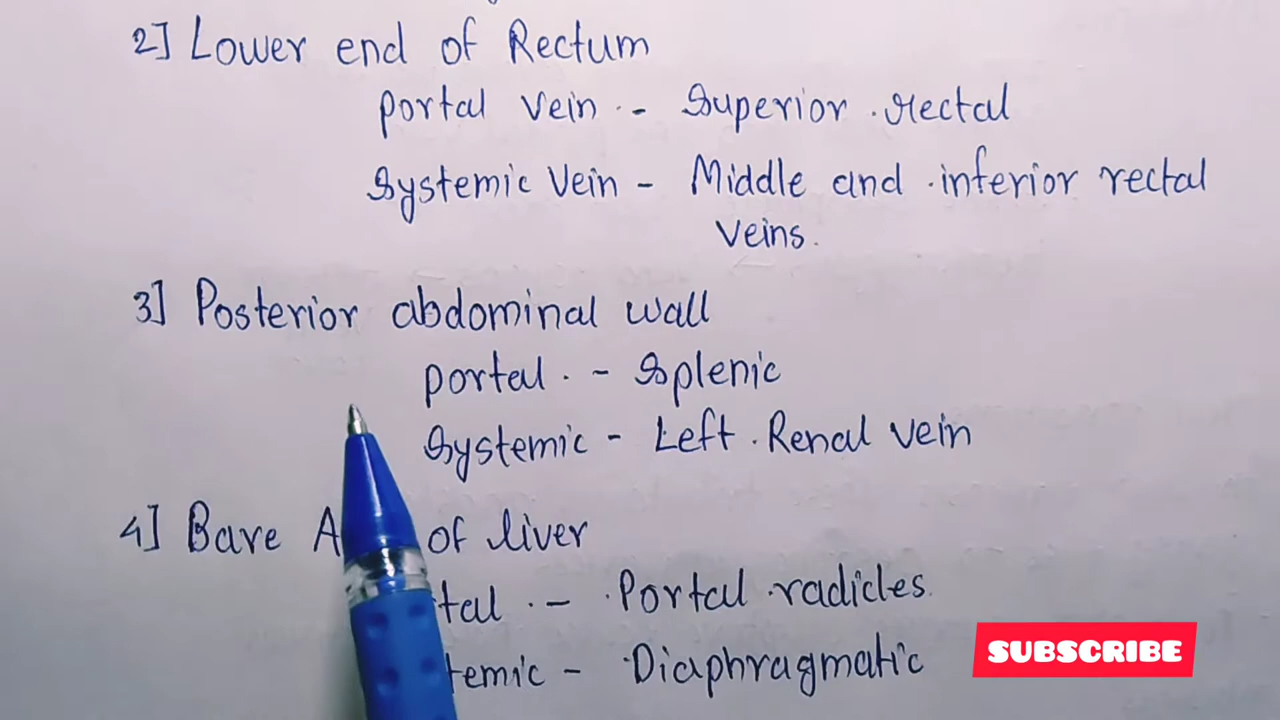 2] Lower end of Rectum
portal vein - Superior rectal
Systemic Vein - Middle and inferior rectal
veins.
3] Posterior abdominal wall
portal - Splenic
Systemic - Left Renal vein
4] Bare A of liver
tal - Portal radicles
temic - Diaphragmatic
SUBSCRIBE